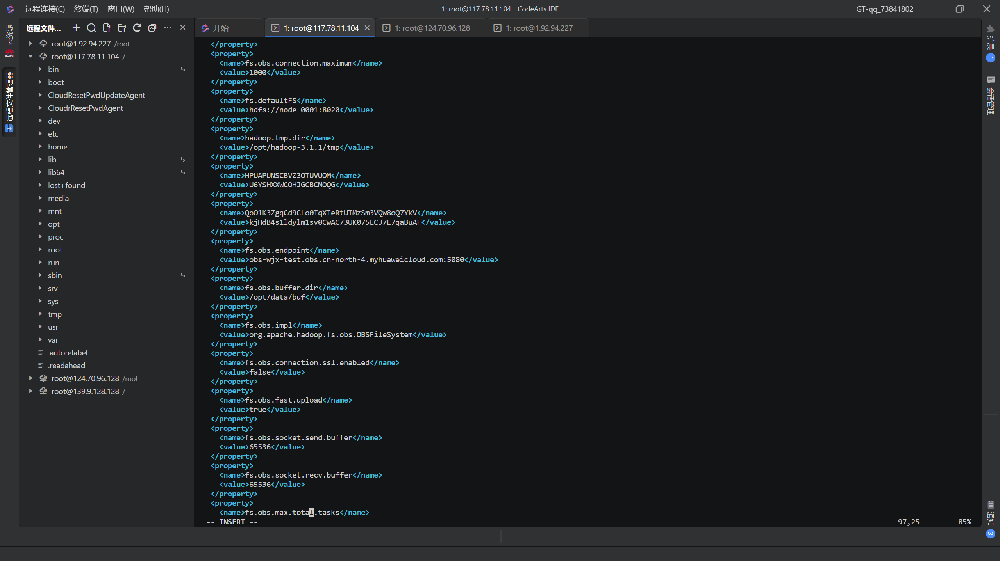 远程连接(C) 终端(T) 窗口(W) 帮助(H)
1: root@117.78.11.104 - CodeArts IDE
GT-qq_73841802
云资源
HUAWEI
远程文件管理器
远程文件...
root@1.92.94.227 /root
root@117.78.11.104 /
bin
boot
CloudResetPwdUpdateAgent
CloudrResetPwdAgent
dev
etc
home
lib
lib64
lost+found
media
mnt
opt
proc
root
run
sbin
srv
sys
tmp
usr
var
.autorelabel
.readahead
root@124.70.96.128 /root
root@139.9.128.128 /
开始
1: root@117.78.11.104
1: root@124.70.96.128
1: root@1.92.94.227
</property>
<property>
<name>fs.obs.connection.maximum</name>
<value>1000</value>
</property>
<property>
<name>fs.defaultFS</name>
<value>hdfs://node-0001:8020</value>
</property>
<property>
<name>hadoop.tmp.dir</name>
<value>/opt/hadoop-3.1.1/tmp</value>
</property>
<property>
<name>HPUAPUNSCBVZ3OTUVUOM</name>
<value>U6YSHXXWCOHJGCBCMOQG</value>
</property>
<property>
<name>QoO1K3ZgqCd9CLo0IqXIeRtUTMzSm3VQw8oQ7YkV</name>
<value>kjHdB4s1ldylm1sv0CwAC73UK075LCJ7E7qaBuAF</value>
</property>
<property>
<name>fs.obs.endpoint</name>
<value>obs-wjx-test.obs.cn-north-4.myhuaweicloud.com:5080</value>
</property>
<property>
<name>fs.obs.buffer.dir</name>
<value>/opt/data/buf</value>
</property>
<property>
<name>fs.obs.impl</name>
<value>org.apache.hadoop.fs.obs.OBSFileSystem</value>
</property>
<property>
<name>fs.obs.connection.ssl.enabled</name>
<value>false</value>
</property>
<property>
<name>fs.obs.fast.upload</name>
<value>true</value>
</property>
<property>
<name>fs.obs.socket.send.buffer</name>
<value>65536</value>
</property>
<property>
<name>fs.obs.socket.recv.buffer</name>
<value>65536</value>
</property>
<property>
<name>fs.obs.max.total.tasks</name>
-- INSERT -- 97,25 85%
扩展
1
会话管理
通知
3